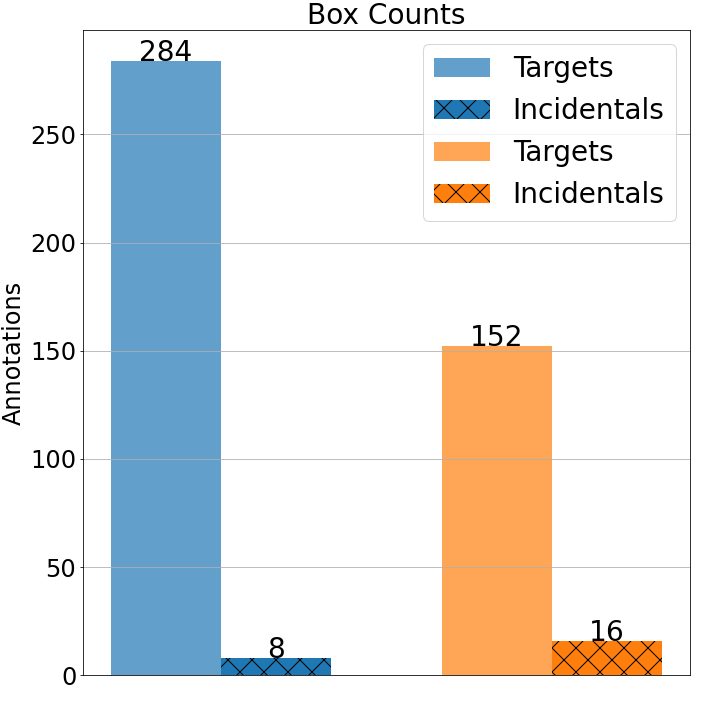 Box Counts
284
Targets
Incidentals
Targets
Incidentals
250
200
152
150
Annotations
100
50
8
16
0